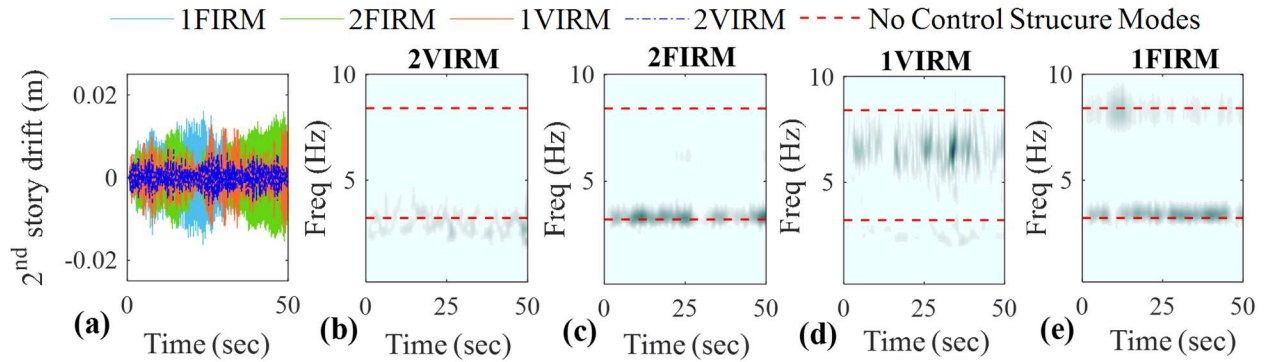 1FIRM 2FIRM 1VIRM 2VIRM No Control Strucure Modes
2VIRM 2FIRM 1VIRM 1FIRM
2nd story drift (m)
0.02
0
-0.02
0 50
Time (sec)
(a)
Freq (Hz)
10
5
0 25 50
Time (sec)
(b)
Freq (Hz)
10
5
0 25 50
Time (sec)
(c)
Freq (Hz)
10
5
0 25 50
Time (sec)
(d)
Freq (Hz)
10
5
0 25 50
Time (sec)
(e)